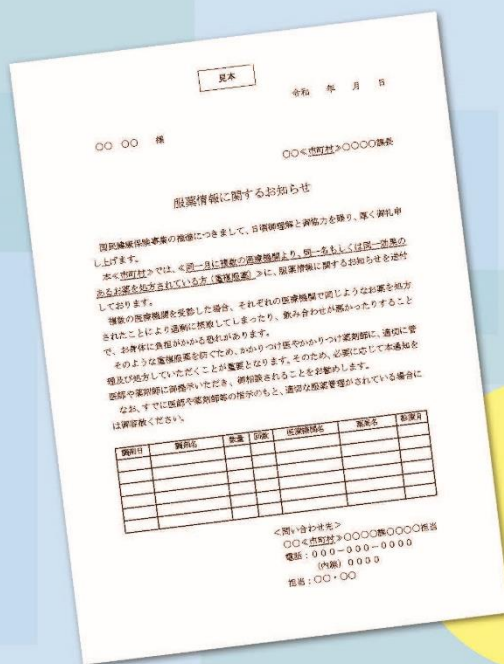 見本
令和　年　月　日
○○ ○○　様
○○≪市町村≫○○○○課長
服薬情報に関するお知らせ
国民健康保険事業の推進につきまして、日頃御理解と御協力を賜り、厚く御礼申
し上げます。
本≪市町村≫では、≪同一月に複数の医療機関より、同一名もしくは同一効果の
あるお薬を処方されている方（重複服薬）≫に、服薬情報に関するお知らせを送付
しております。
複数の医療機関を受診した場合、それぞれの医療機関で同じようなお薬を処方
されたことにより過剰に摂取してしまったり、飲み合わせが悪かったりすること
で、お身体に負担がかかる恐れがあります。
そのような重複服薬を防ぐため、かかりつけ医やかかりつけ薬剤師に、適切に管
理及び処方していただくことが重要となります。そのため、必要に応じて本通知を
医師や薬剤師に御提示いただき、御相談されることをお勧めします。
なお、すでに医師や薬剤師等の指示のもと、適切な服薬管理がされている場合に
は御容赦ください。
調剤日 調剤名 数量 回数 医療機関名 薬局名 診療月
＜問い合わせ先＞
○○≪市町村≫○○○○課○○○○担当
電話：０００－０００－００００
（内線）００００
担当：○○・○○